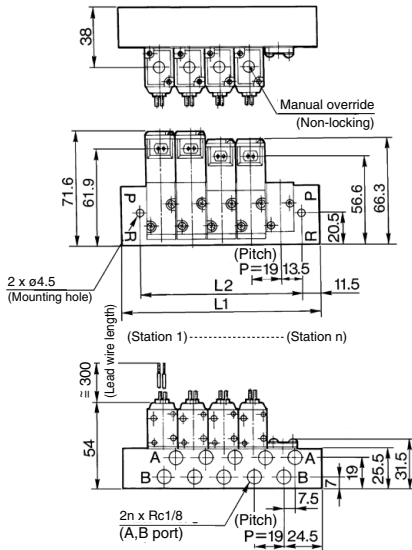 38
Manual override
(Non-locking)
71.6
61.9
P
R
P
R
20.5
56.6
66.3
(Pitch)
P=19 13.5
2 x ø4.5
(Mounting hole)
L2
11.5
L1
(Station 1) ---------------------- (Station n)
≈ 300
(Lead wire length)
54
A
A
B
B
7
19
25.5
31.5
7.5
2n x Rc1/8
(A,B port)
(Pitch)
P=19 24.5